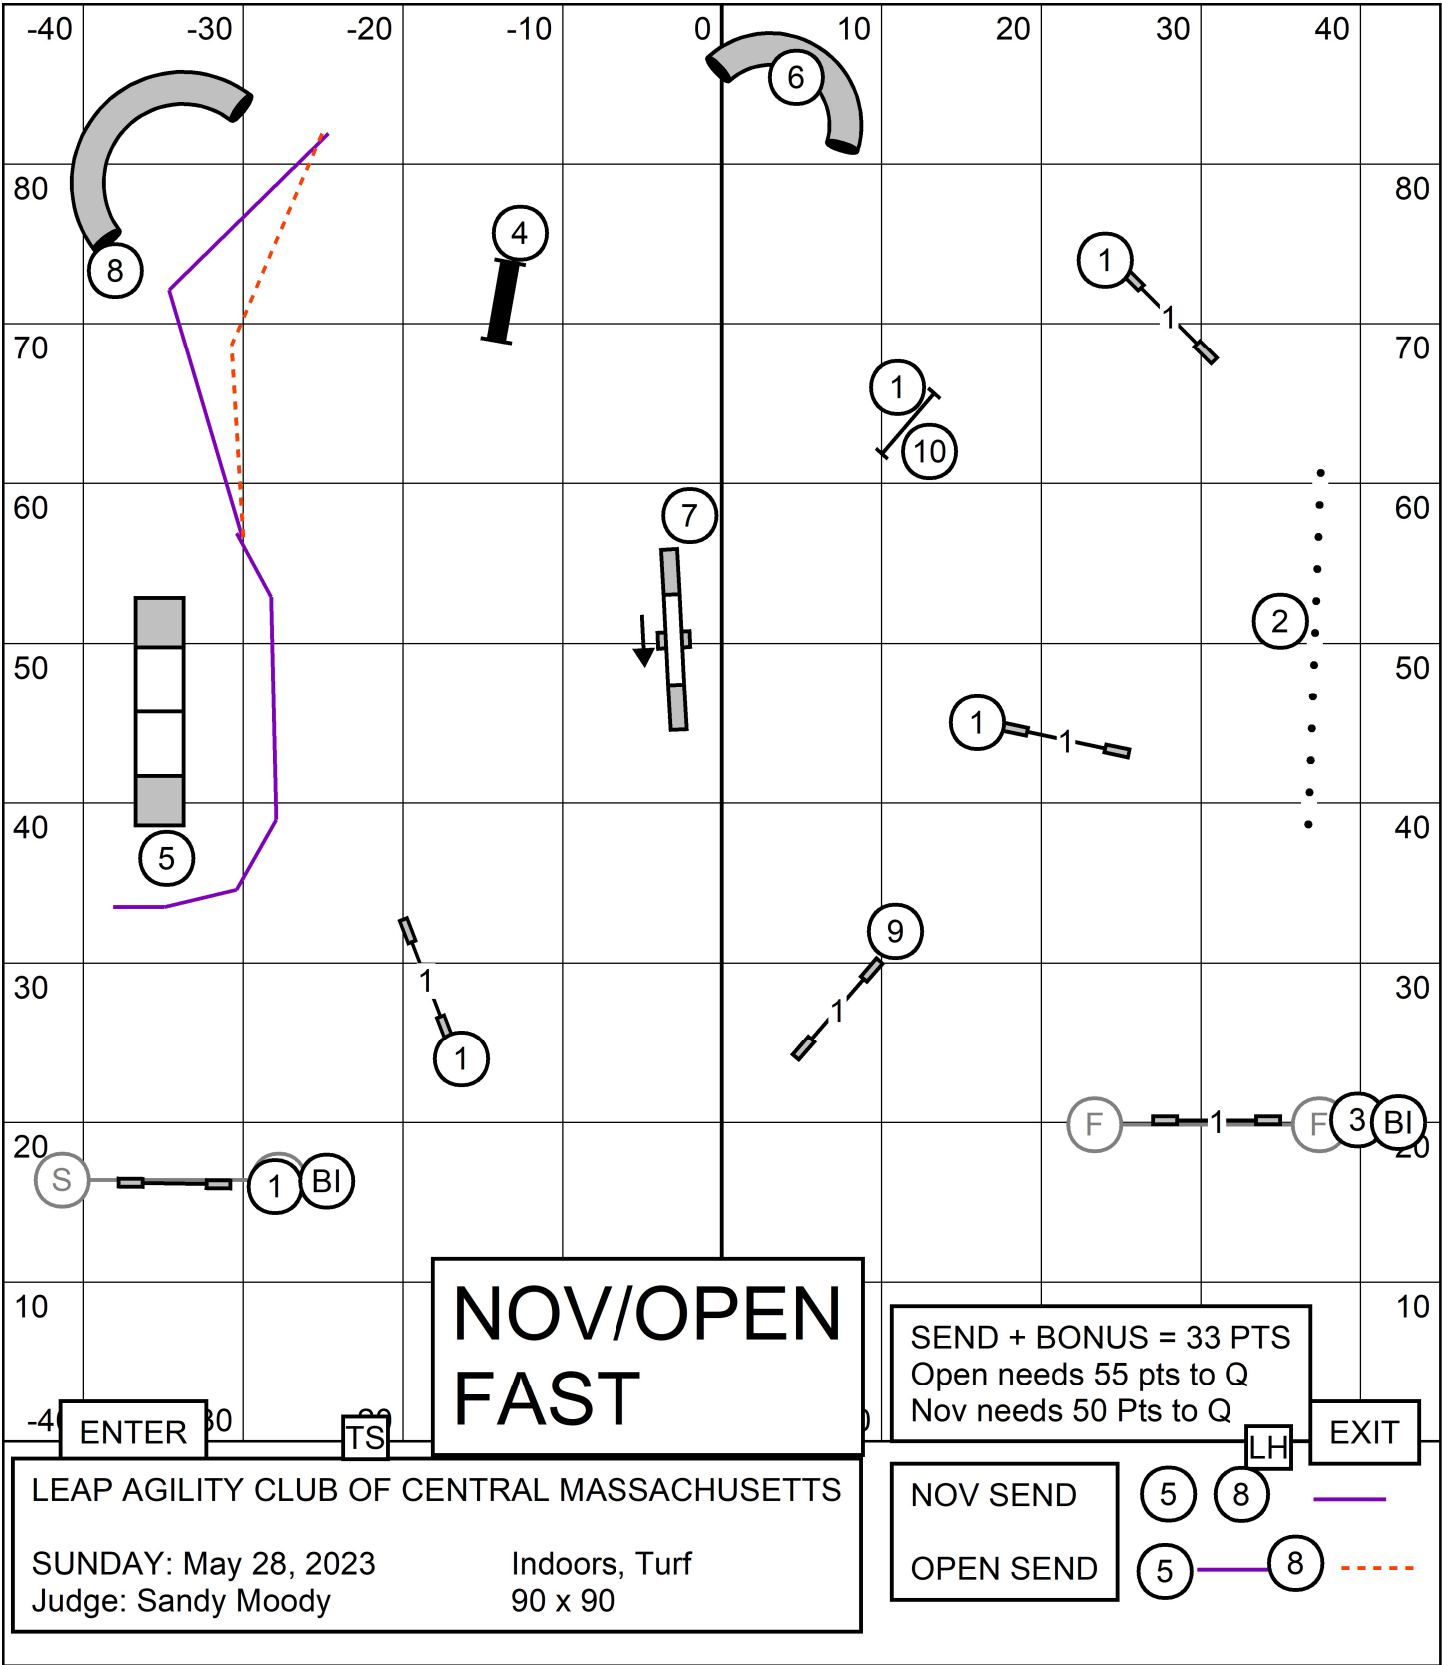 -40 -30 -20 -10 0 10 20 30 40
6
80 80
4
8
1
1
70 70
1
10
60 60
7
2
50 50
1
1
40 40
5
9
1
30 30
1
1
F 1 F 3 BI
20 20
S 1 BI
10 10
NOV/OPEN
FAST
SEND + BONUS = 33 PTS
Open needs 55 pts to Q
Nov needs 50 Pts to Q
ENTER
TS
LH
EXIT
LEAP AGILITY CLUB OF CENTRAL MASSACHUSETTS
SUNDAY: May 28, 2023 Indoors, Turf
Judge: Sandy Moody 90 x 90
NOV SEND 5 8
OPEN SEND 5 8